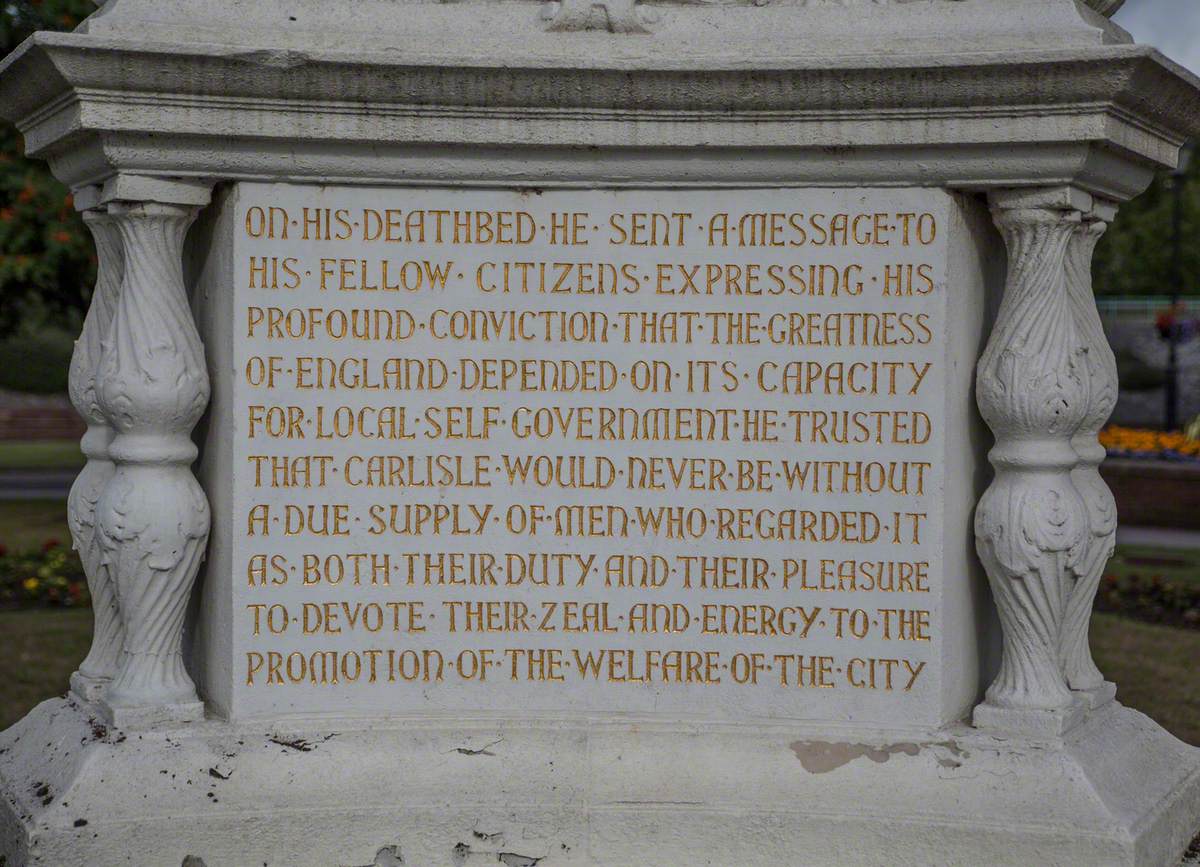 ON·HIS·DEATHBED·HE·SENT·A·MESSAGE·TO
HIS·FELLOW·CITIZENS·EXPRESSING·HIS
PROFOUND·CONVICTION·THAT·THE·GREATNESS
OF·ENGLAND·DEPENDED·ON·ITS·CAPACITY
FOR·LOCAL·SELF·GOVERNMENT·HE·TRUSTED
THAT·CARLISLE·WOULD·NEVER·BE·WITHOUT
A·DUE·SUPPLY·OF·MEN·WHO·REGARDED·IT
AS·BOTH·THEIR·DUTY·AND·THEIR·PLEASURE
TO·DEVOTE·THEIR·ZEAL·AND·ENERGY·TO·THE
PROMOTION·OF·THE·WELFARE·OF·THE·CITY